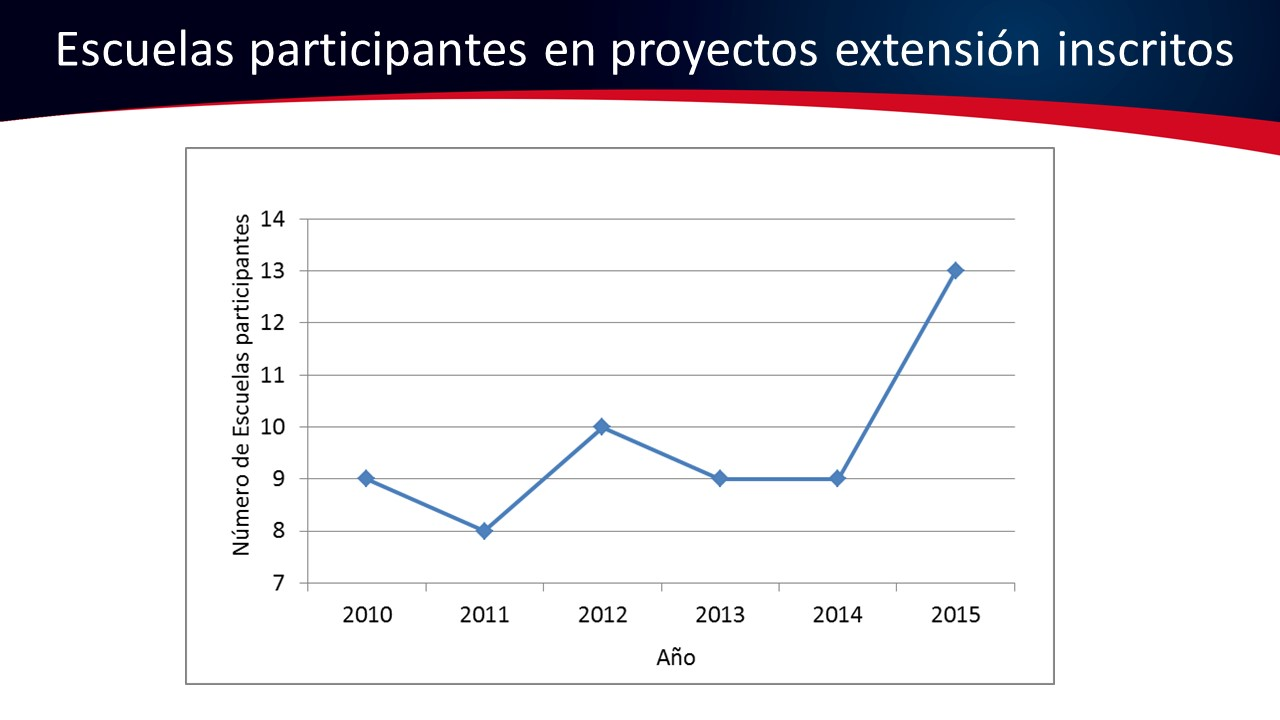 Escuelas participantes en proyectos extensión inscritos
Número de Escuelas participantes
14
13
12
11
10
9
8
7
2010 2011 2012 2013 2014 2015
Año